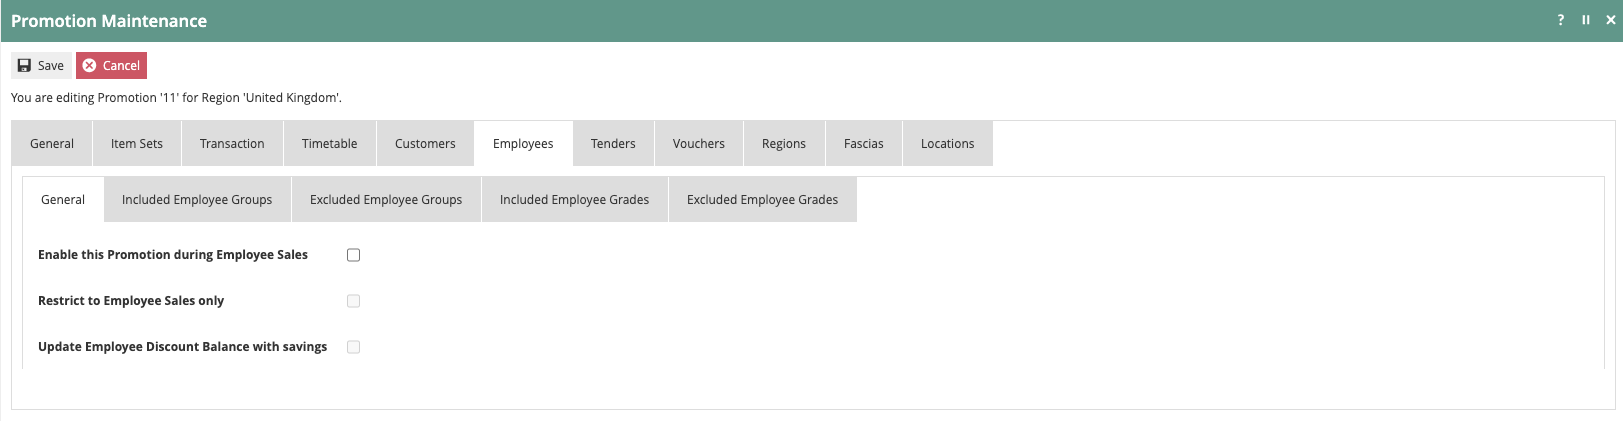 Promotion Maintenance ?
Save Cancel
You are editing Promotion '11' for Region 'United Kingdom'.
General Item Sets Transaction Timetable Customers Employees Tenders Vouchers Regions Fascias Locations
General Included Employee Groups Excluded Employee Groups Included Employee Grades Excluded Employee Grades
Enable this Promotion during Employee Sales
Restrict to Employee Sales only
Update Employee Discount Balance with savings